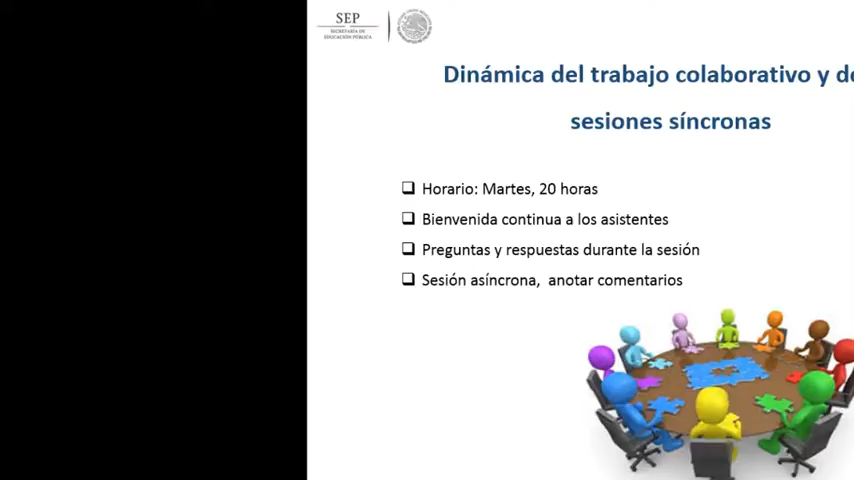 SEP
SECRETARÍA DE
EDUCACIÓN PÚBLICA
Dinámica del trabajo colaborativo y de
sesiones síncronas
Horario: Martes, 20 horas
Bienvenida continua a los asistentes
Preguntas y respuestas durante la sesión
Sesión asíncrona, anotar comentarios